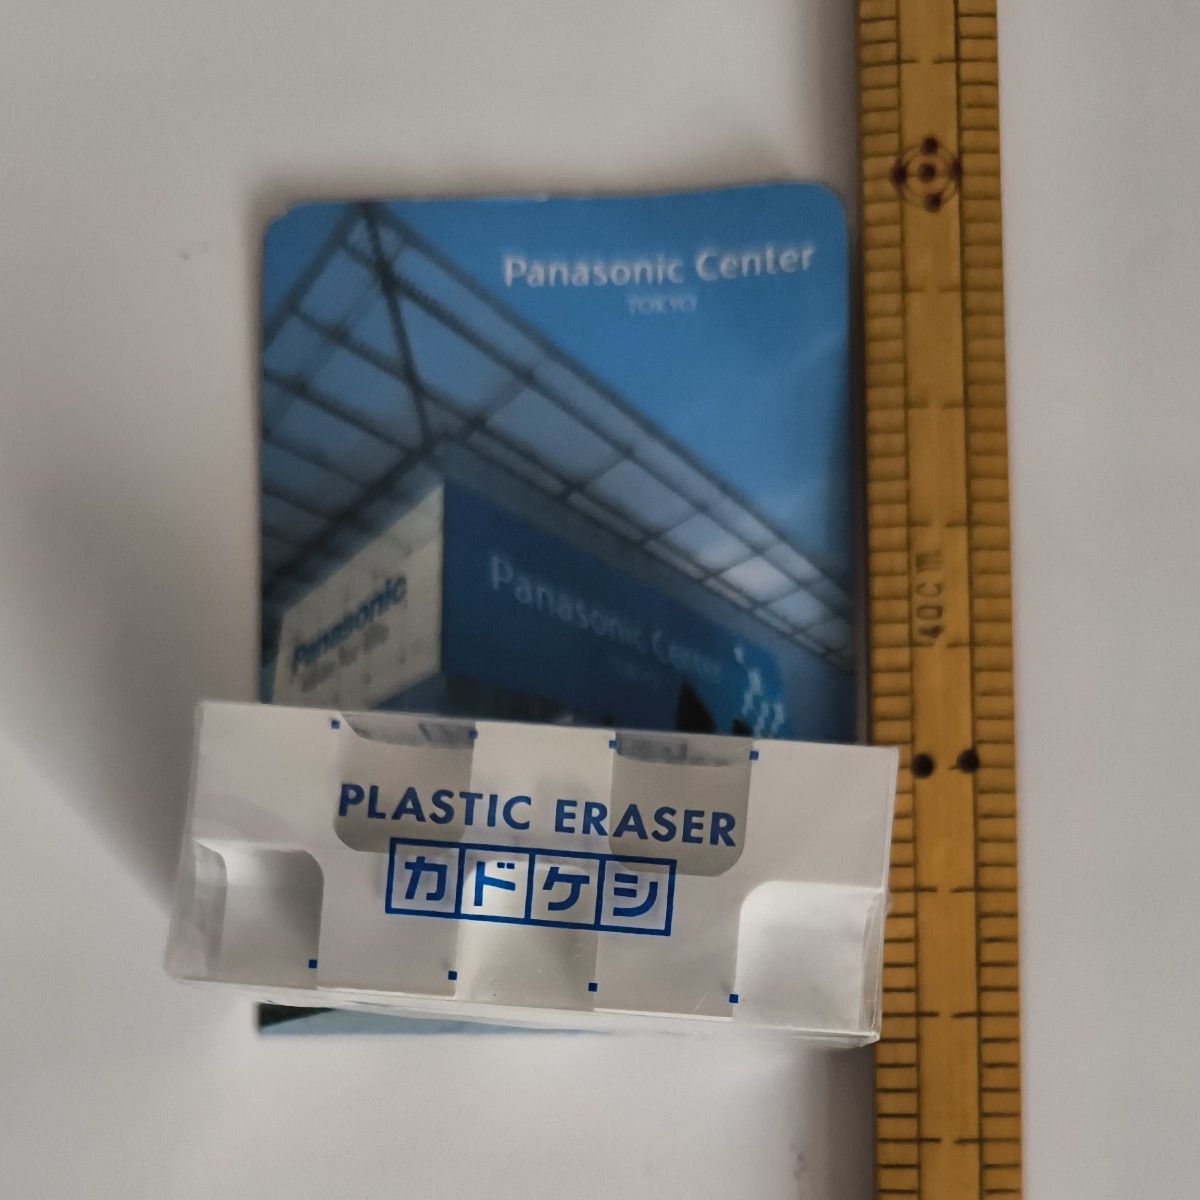 Panasonic Center
TOKYO
Panasonic
Panasonic Center
40cm
PLASTIC ERASER
カドケシ